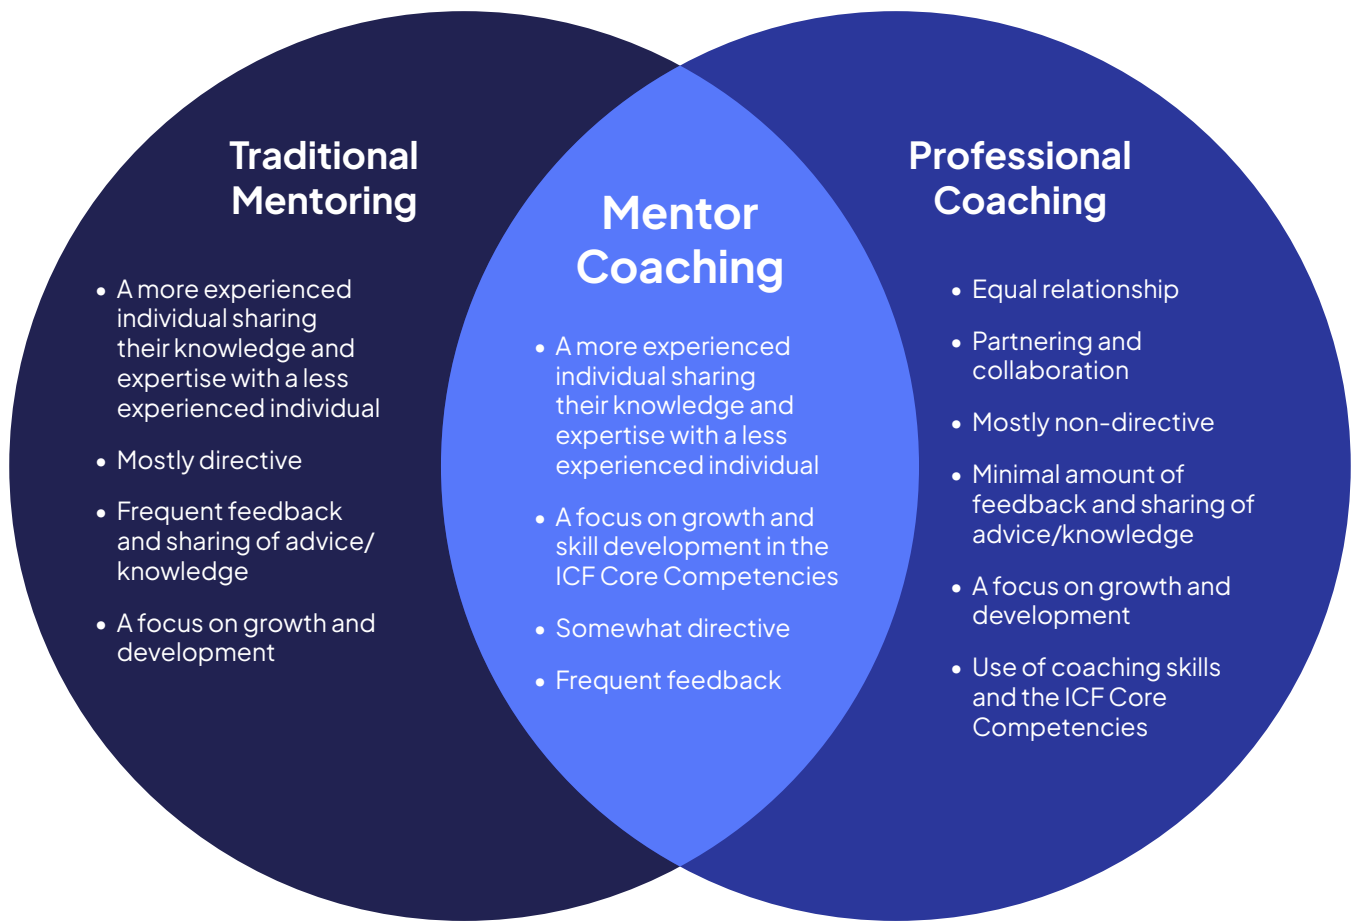 Traditional
Mentoring
• A more experienced
individual sharing
their knowledge and
expertise with a less
experienced individual
• Mostly directive
• Frequent feedback
and sharing of advice/
knowledge
• A focus on growth and
development
Mentor
Coaching
• A more experienced
individual sharing
their knowledge and
expertise with a less
experienced individual
• A focus on growth and
skill development in the
ICF Core Competencies
• Somewhat directive
• Frequent feedback
Professional
Coaching
• Equal relationship
• Partnering and
collaboration
• Mostly non-directive
• Minimal amount of
feedback and sharing of
advice/knowledge
• A focus on growth and
development
• Use of coaching skills
and the ICF Core
Competencies